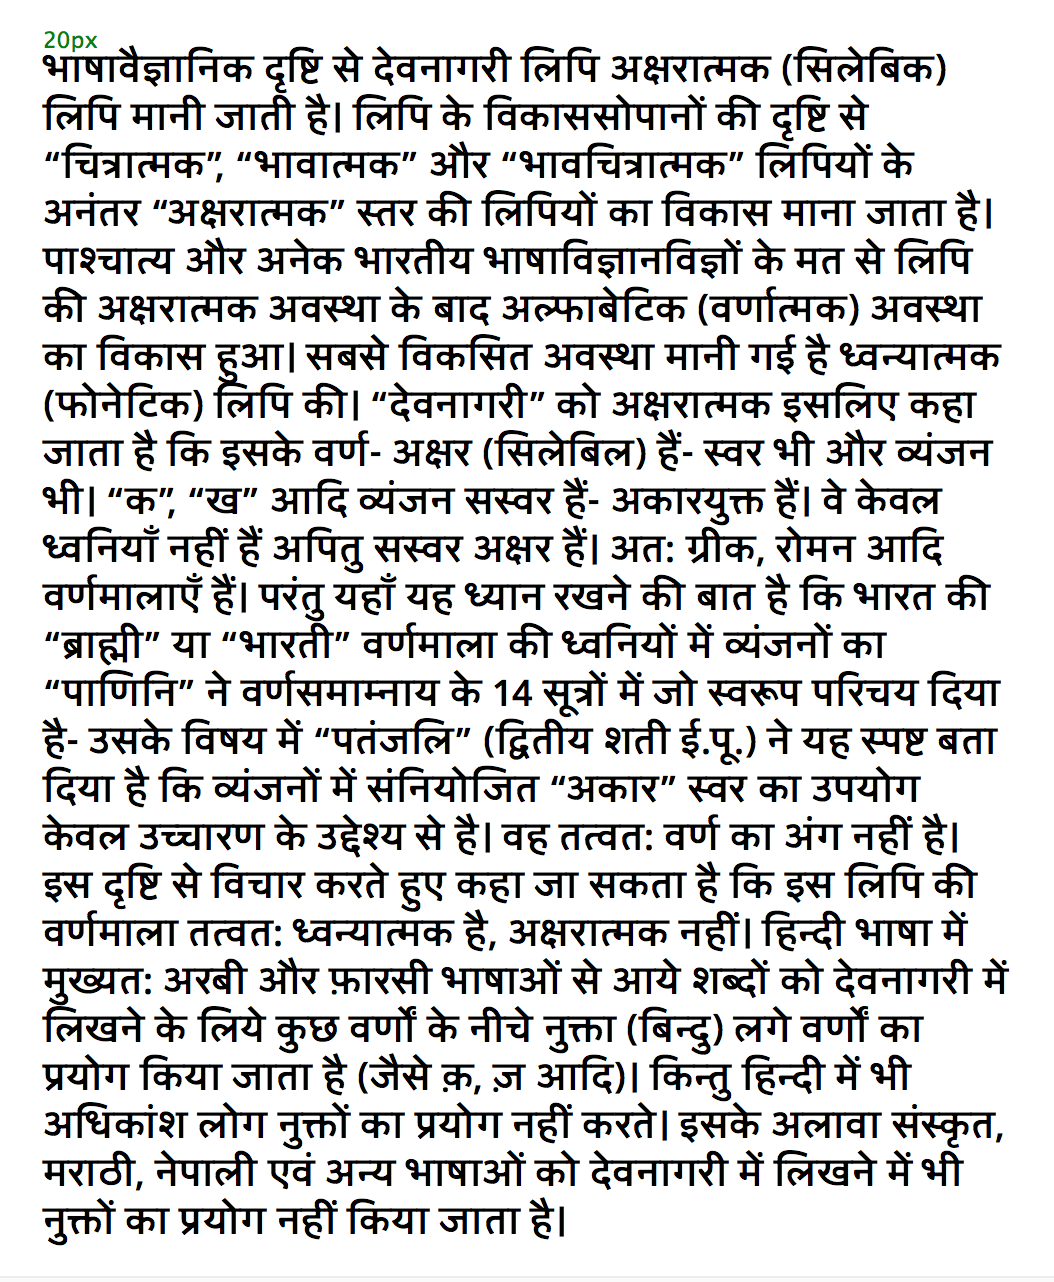 20px
भाषावैज्ञानिक दृष्टि से देवनागरी लिपि अक्षरात्मक (सिलेबिक)
लिपि मानी जाती है। लिपि के विकाससोपानों की दृष्टि से
“चित्रात्मक”, “भावात्मक” और “भावचित्रात्मक” लिपियों के
अनंतर “अक्षरात्मक” स्तर की लिपियों का विकास माना जाता है।
पाश्चात्य और अनेक भारतीय भाषाविज्ञानविज्ञों के मत से लिपि
की अक्षरात्मक अवस्था के बाद अल्फाबेटिक (वर्णात्मक) अवस्था
का विकास हुआ। सबसे विकसित अवस्था मानी गई है ध्वन्यात्मक
(फोनेटिक) लिपि की। “देवनागरी” को अक्षरात्मक इसलिए कहा
जाता है कि इसके वर्ण- अक्षर (सिलेबिल) हैं- स्वर भी और व्यंजन
भी। “क”, “ख” आदि व्यंजन सस्वर हैं- अकारयुक्त हैं। वे केवल
ध्वनियाँ नहीं हैं अपितु सस्वर अक्षर हैं। अत: ग्रीक, रोमन आदि
वर्णमालाएँ हैं। परंतु यहाँ यह ध्यान रखने की बात है कि भारत की
“ब्राह्मी” या “भारती” वर्णमाला की ध्वनियों में व्यंजनों का
“पाणिनि” ने वर्णसमाम्नाय के 14 सूत्रों में जो स्वरूप परिचय दिया
है- उसके विषय में “पतंजलि” (द्वितीय शती ई.पू.) ने यह स्पष्ट बता
दिया है कि व्यंजनों में संनियोजित “अकार” स्वर का उपयोग
केवल उच्चारण के उद्देश्य से है। वह तत्वत: वर्ण का अंग नहीं है।
इस दृष्टि से विचार करते हुए कहा जा सकता है कि इस लिपि की
वर्णमाला तत्वत: ध्वन्यात्मक है, अक्षरात्मक नहीं। हिन्दी भाषा में
मुख्यत: अरबी और फ़ारसी भाषाओं से आये शब्दों को देवनागरी में
लिखने के लिये कुछ वर्णों के नीचे नुक्ता (बिन्दु) लगे वर्णों का
प्रयोग किया जाता है (जैसे क़, ज़ आदि)। किन्तु हिन्दी में भी
अधिकांश लोग नुक्तों का प्रयोग नहीं करते। इसके अलावा संस्कृत,
मराठी, नेपाली एवं अन्य भाषाओं को देवनागरी में लिखने में भी
नुक्तों का प्रयोग नहीं किया जाता है।